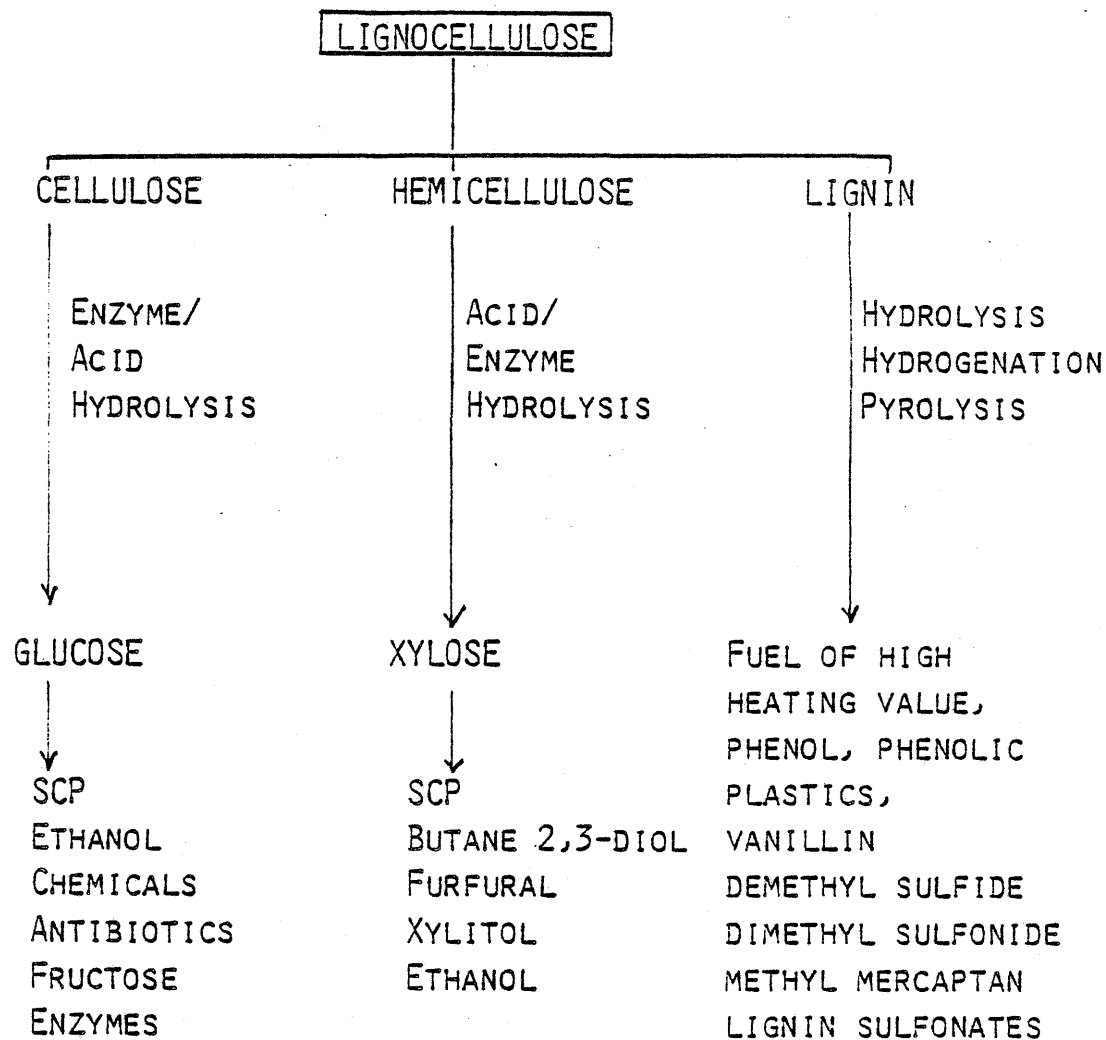 LIGNOCELLULOSE
CELLULOSE
HEMICELLULOSE
LIGNIN
ENZYME/
ACID
HYDROLYSIS
ACID/
ENZYME
HYDROLYSIS
HYDROLYSIS
HYDROGENATION
PYROLYSIS
GLUCOSE
XYLOSE
SCP
ETHANOL
CHEMICALS
ANTIBIOTICS
FRUCTOSE
ENZYMES
SCP
BUTANE 2,3-DIOL
FURFURAL
XYLITOL
ETHANOL
FUEL OF HIGH
HEATING VALUE,
PHENOL, PHENOLIC
PLASTICS,
VANILLIN
DEMETHYL SULFIDE
DIMETHYL SULFONIDE
METHYL MERCAPTAN
LIGNIN SULFONATES